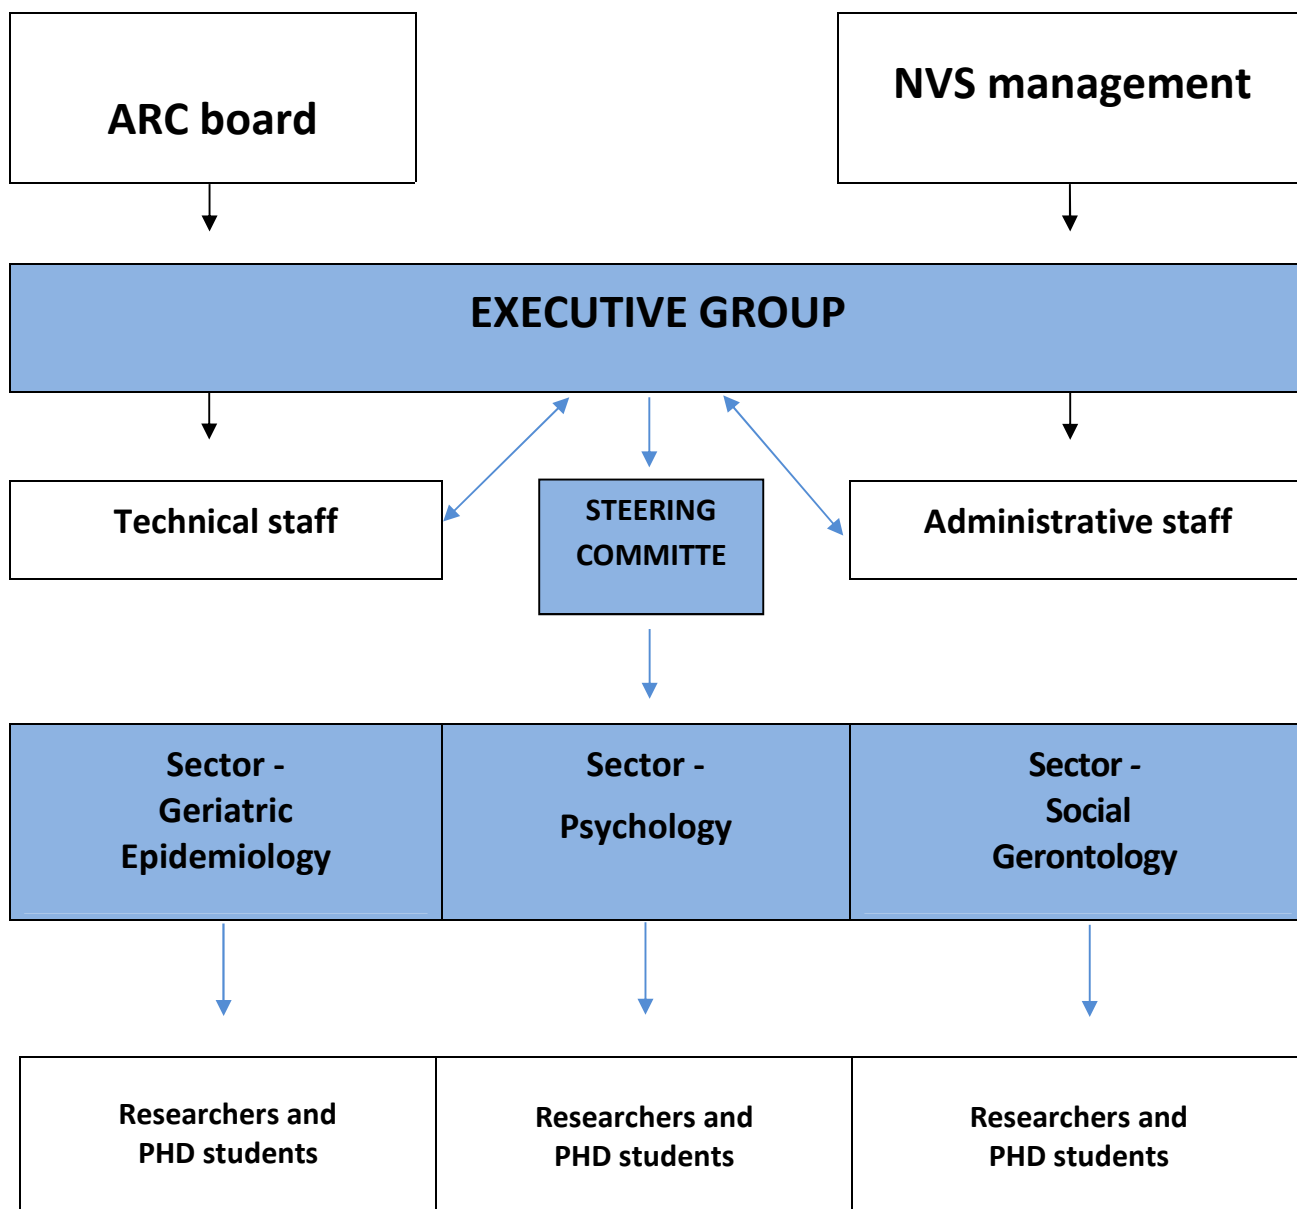 ARC board
NVS management
EXECUTIVE GROUP
Technical staff
STEERING
COMMITTE
Administrative staff
Sector -
Geriatric
Epidemiology
Sector -
Psychology
Sector -
Social
Gerontology
Researchers and
PHD students
Researchers and
PHD students
Researchers and
PHD students